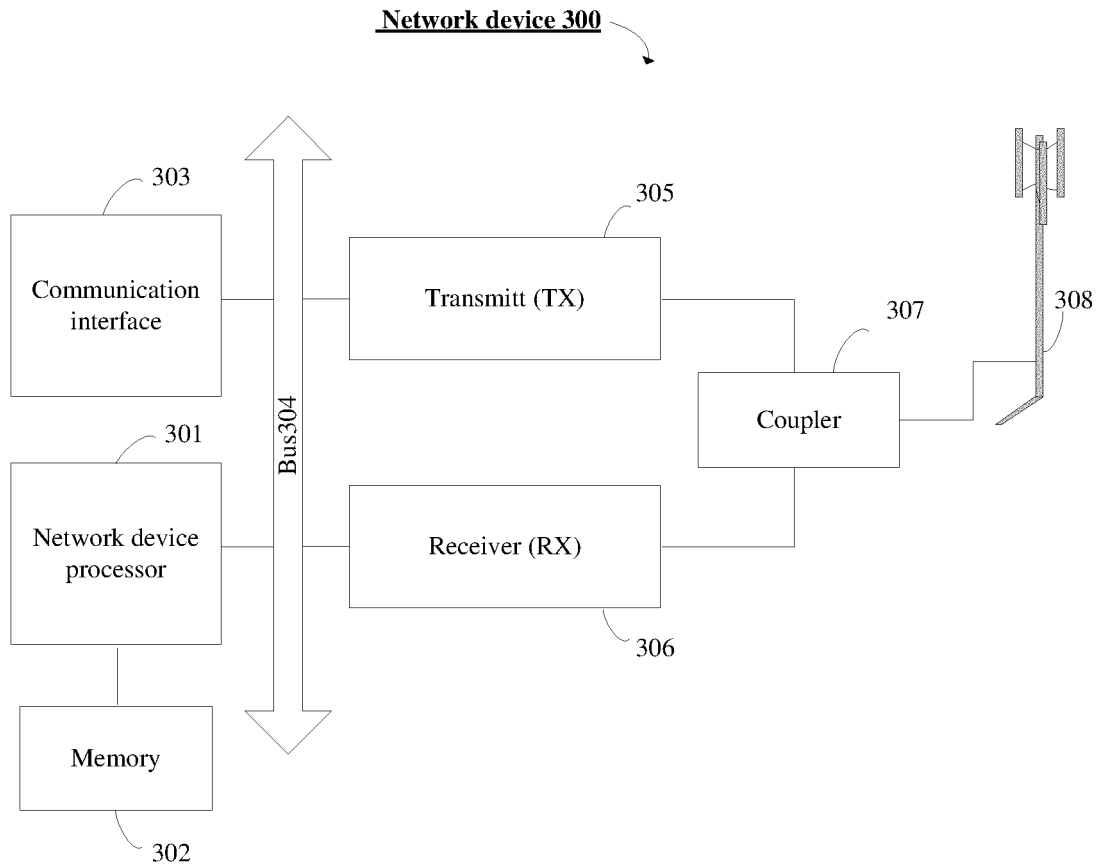 Network device 300
303
305
Communication
interface
Transmitt (TX)
308
307
Bus304
Coupler
301
Network device
processor
Receiver (RX)
306
Memory
302